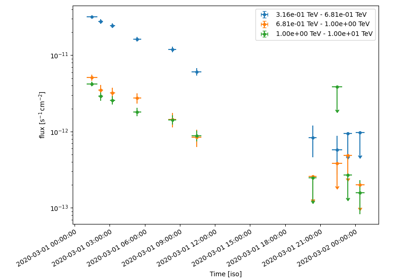 3.16e-01 TeV - 6.81e-01 TeV
6.81e-01 TeV - 1.00e+00 TeV
1.00e+00 TeV - 1.00e+01 TeV
10⁻¹¹
10⁻¹²
10⁻¹³
flux [s⁻¹ cm⁻²]
2020-03-01 00:00:00
2020-03-01 03:00:00
2020-03-01 06:00:00
2020-03-01 09:00:00
2020-03-01 12:00:00
2020-03-01 15:00:00
2020-03-01 18:00:00
2020-03-01 21:00:00
2020-03-02 00:00:00
Time [iso]